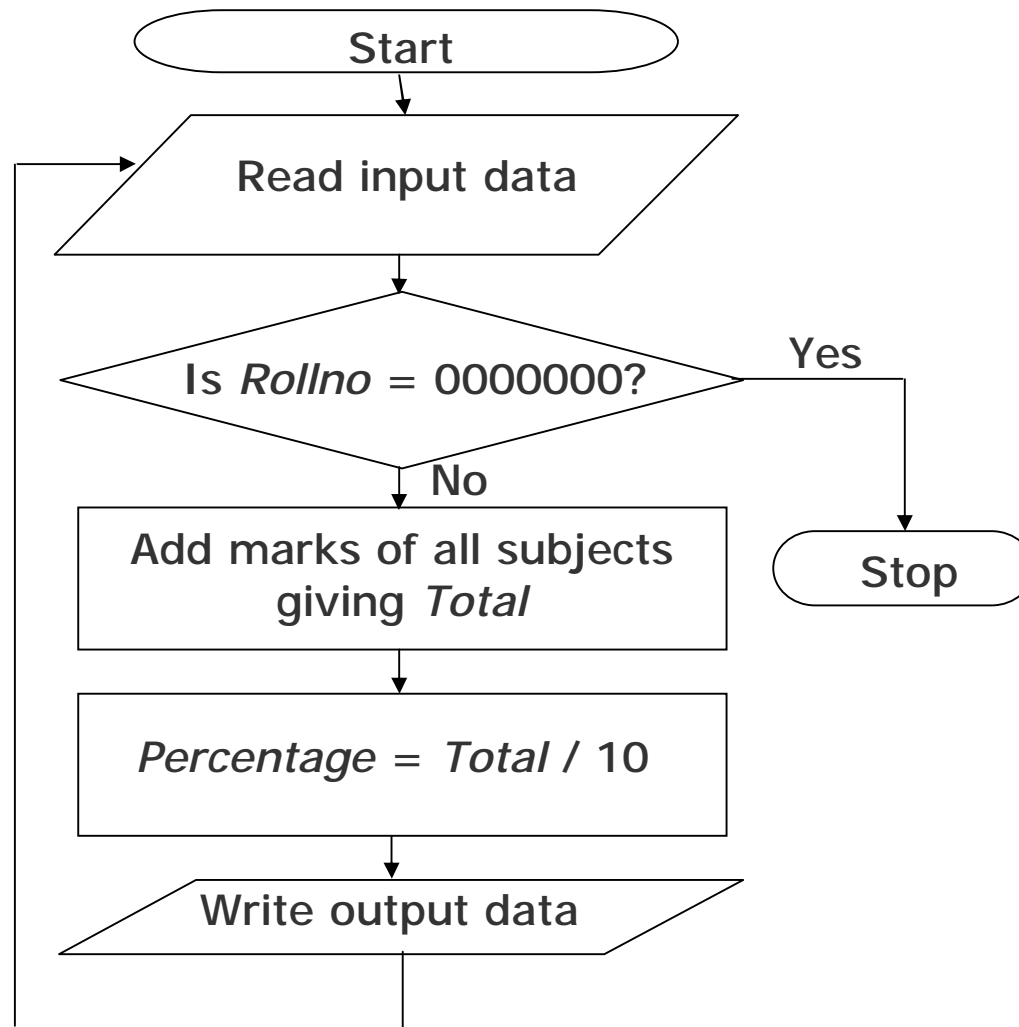 Start
Read input data
Is Rollno = 0000000?
Yes
No
Add marks of all subjects
giving Total
Stop
Percentage = Total / 10
Write output data